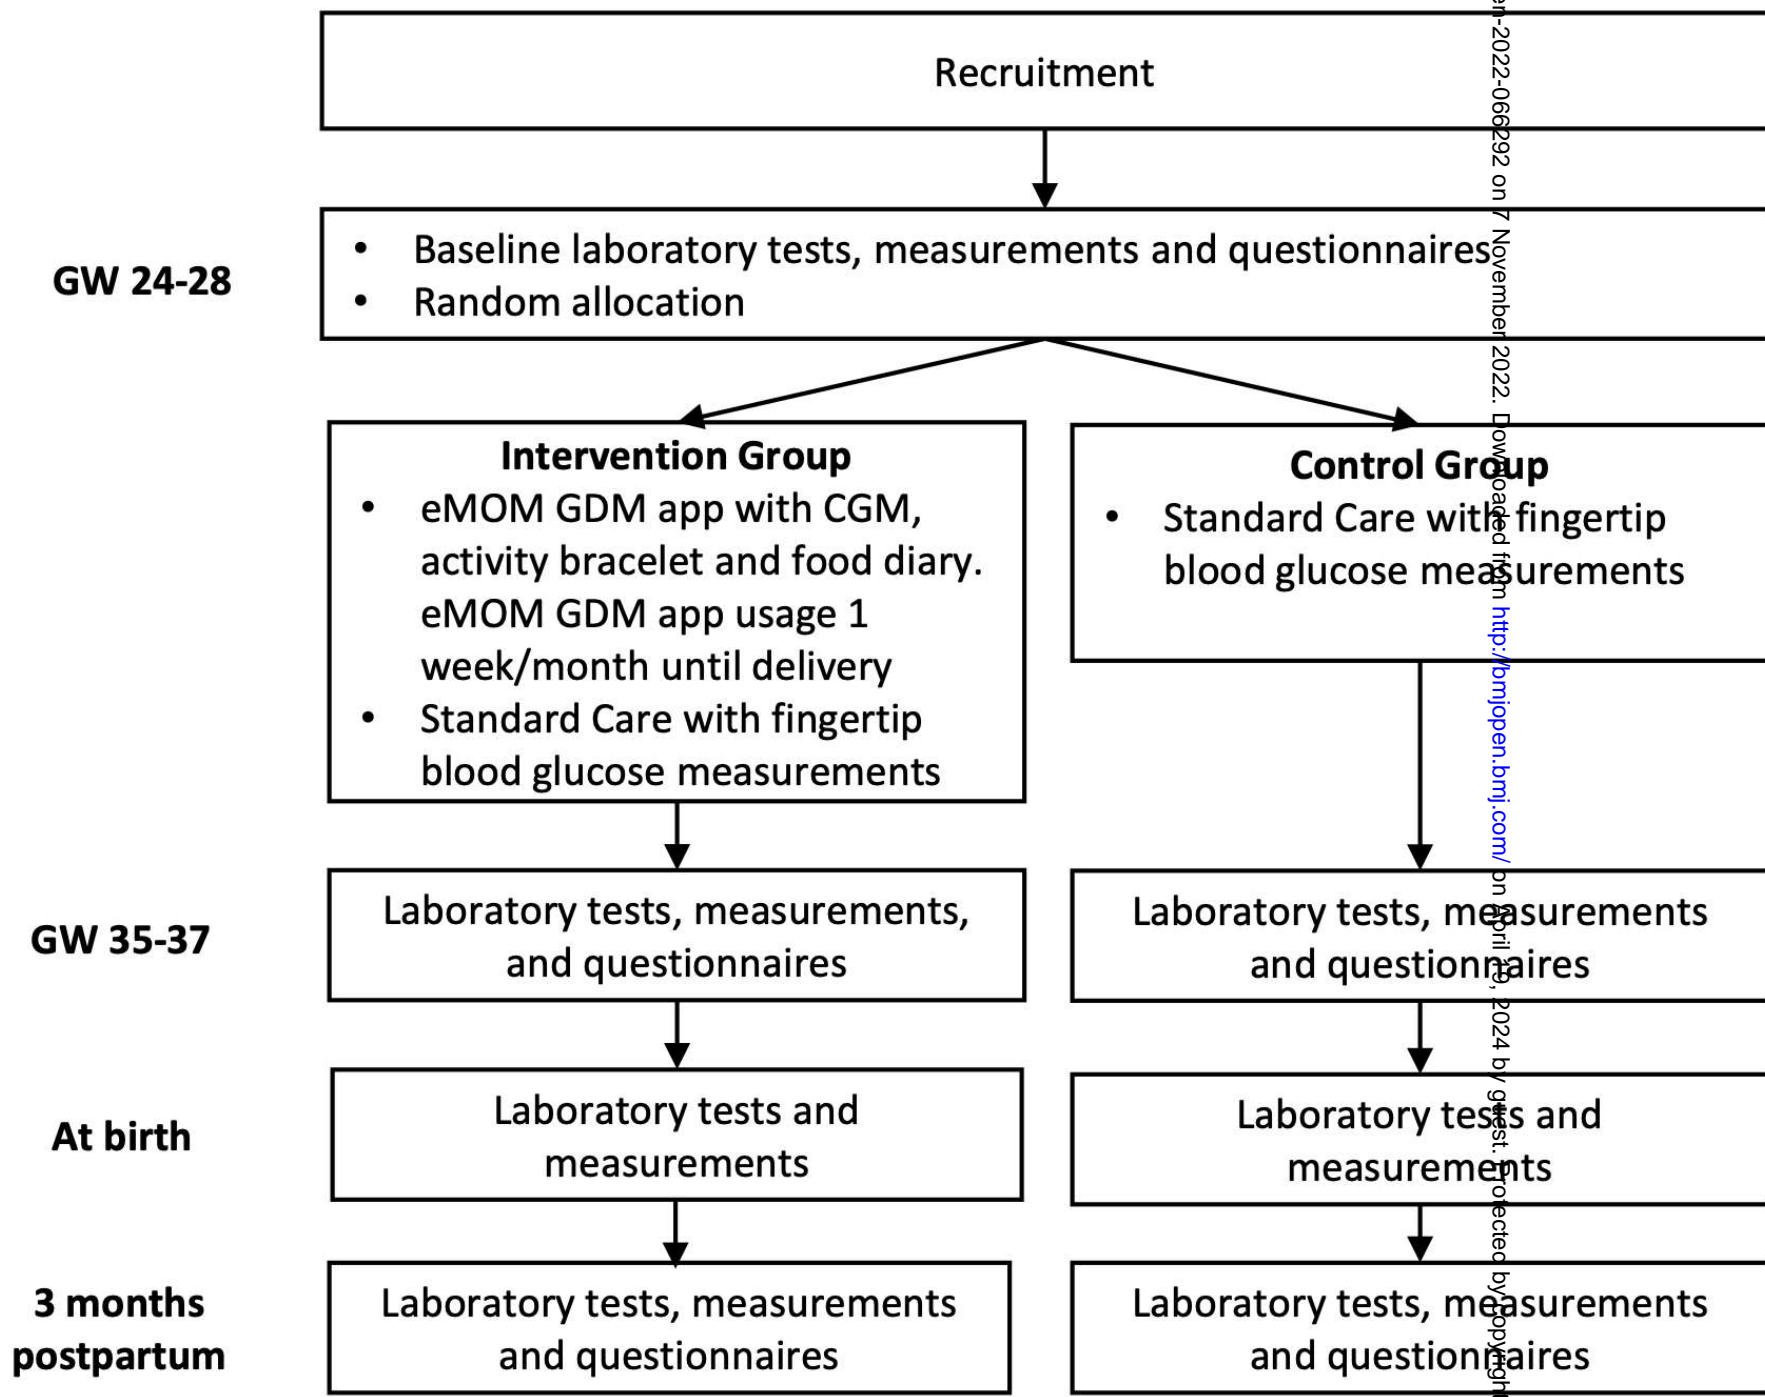 Recruitment
GW 24-28
• Baseline laboratory tests, measurements and questionnaires
• Random allocation
Intervention Group
• eMOM GDM app with CGM,
activity bracelet and food diary.
eMOM GDM app usage 1
week/month until delivery
• Standard Care with fingertip
blood glucose measurements
Control Group
• Standard Care with fingertip
blood glucose measurements
GW 35-37
Laboratory tests, measurements,
and questionnaires
Laboratory tests, measurements
and questionnaires
At birth
Laboratory tests and
measurements
Laboratory tests and
measurements
3 months
postpartum
Laboratory tests, measurements
and questionnaires
Laboratory tests, measurements
and questionnaires
en-2022-066292 on 7 November 2022. Downloaded from http://bmjopen.bmj.com/ on April 19, 2024 by guest. Protected by copyright